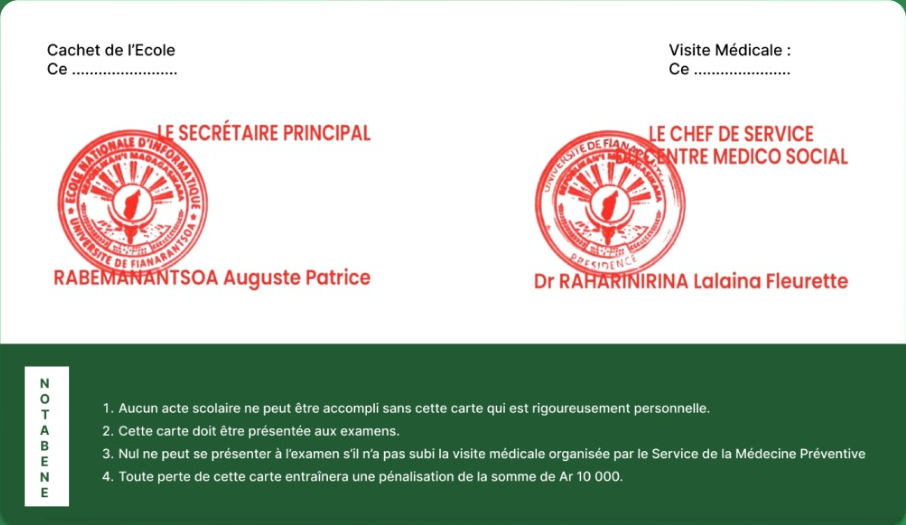 Cachet de l’Ecole
Ce ........................
Visite Médicale :
Ce ......................
LE SECRÉTAIRE PRINCIPAL
ECOLE NATIONALE D'INFORMATIQUE
REPOBLIKAN'I MADAGASIKARA
UNIVERSITE DE FIANARANTSOA
RABEMANANTSOA Auguste Patrice
LE CHEF DE SERVICE
DU CENTRE MEDICO SOCIAL
UNIVERSITE DE
REPOBLIKAN'I MADAGASIKARA
PRESIDENCE
Dr RAHARINIRINA Lalaina Fleurette
NOTABENE
1. Aucun acte scolaire ne peut être accompli sans cette carte qui est rigoureusement personnelle.
2. Cette carte doit être présentée aux examens.
3. Nul ne peut se présenter à l’examen s’il n’a pas subi la visite médicale organisée par le Service de la Médecine Préventive
4. Toute perte de cette carte entraînera une pénalisation de la somme de Ar 10 000.